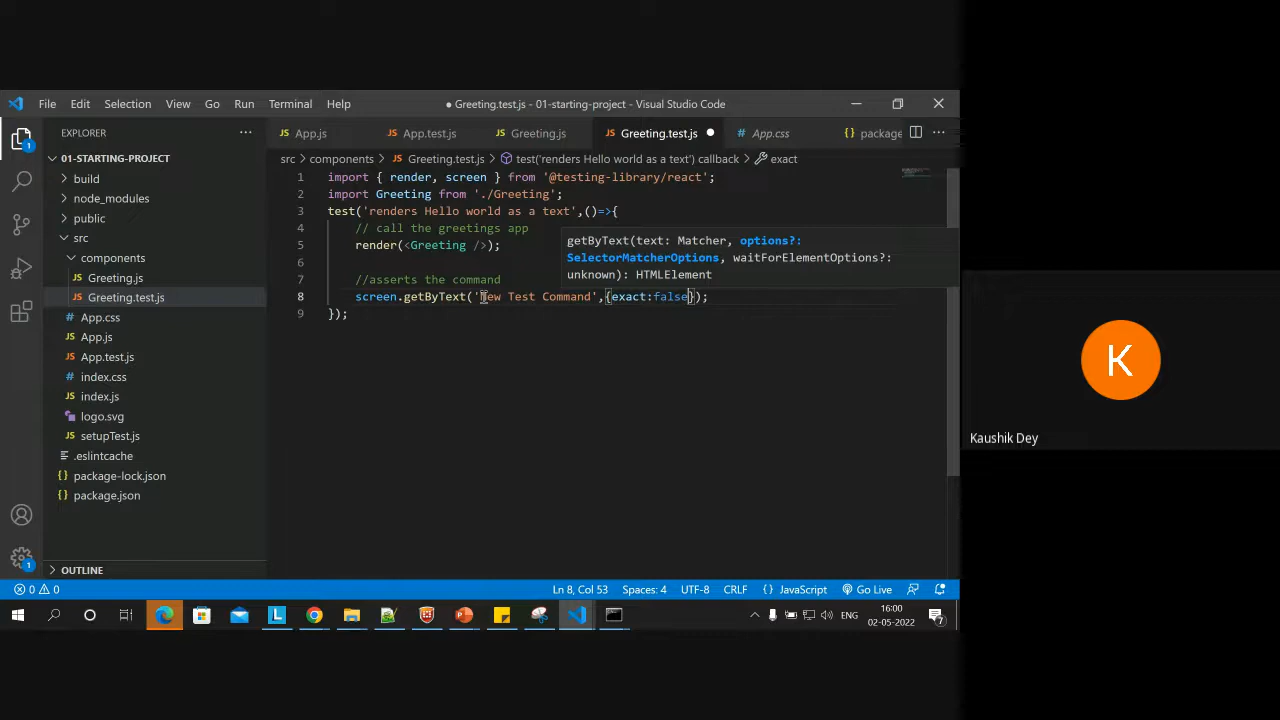 File Edit Selection View Go Run Terminal Help
● Greeting.test.js - 01-starting-project - Visual Studio Code
EXPLORER
01-STARTING-PROJECT
build
node_modules
public
src
components
JS Greeting.js
JS Greeting.test.js
# App.css
JS App.js
JS App.test.js
# index.css
JS index.js
logo.svg
JS setupTest.js
.eslintcache
{} package-lock.json
{} package.json
OUTLINE
1
1
JS App.js JS App.test.js JS Greeting.js JS Greeting.test.js ● # App.css {} package
src > components > JS Greeting.test.js > test('renders Hello world as a text') callback > exact
1 import { render, screen } from '@testing-library/react';
2 import Greeting from './Greeting';
3 test('renders Hello world as a text',()=>{
4 // call the greetings app
5 render(<Greeting />);
6
7 //asserts the command
8 screen.getByText('New Test Command',{exact:false});
9 });
getByText(text: Matcher, options?:
SelectorMatcherOptions, waitForElementOptions?:
unknown): HTMLElement
0 0 Ln 8, Col 53 Spaces: 4 UTF-8 CRLF {} JavaScript Go Live
L ENG 16:00
02-05-2022
7
K
Kaushik Dey